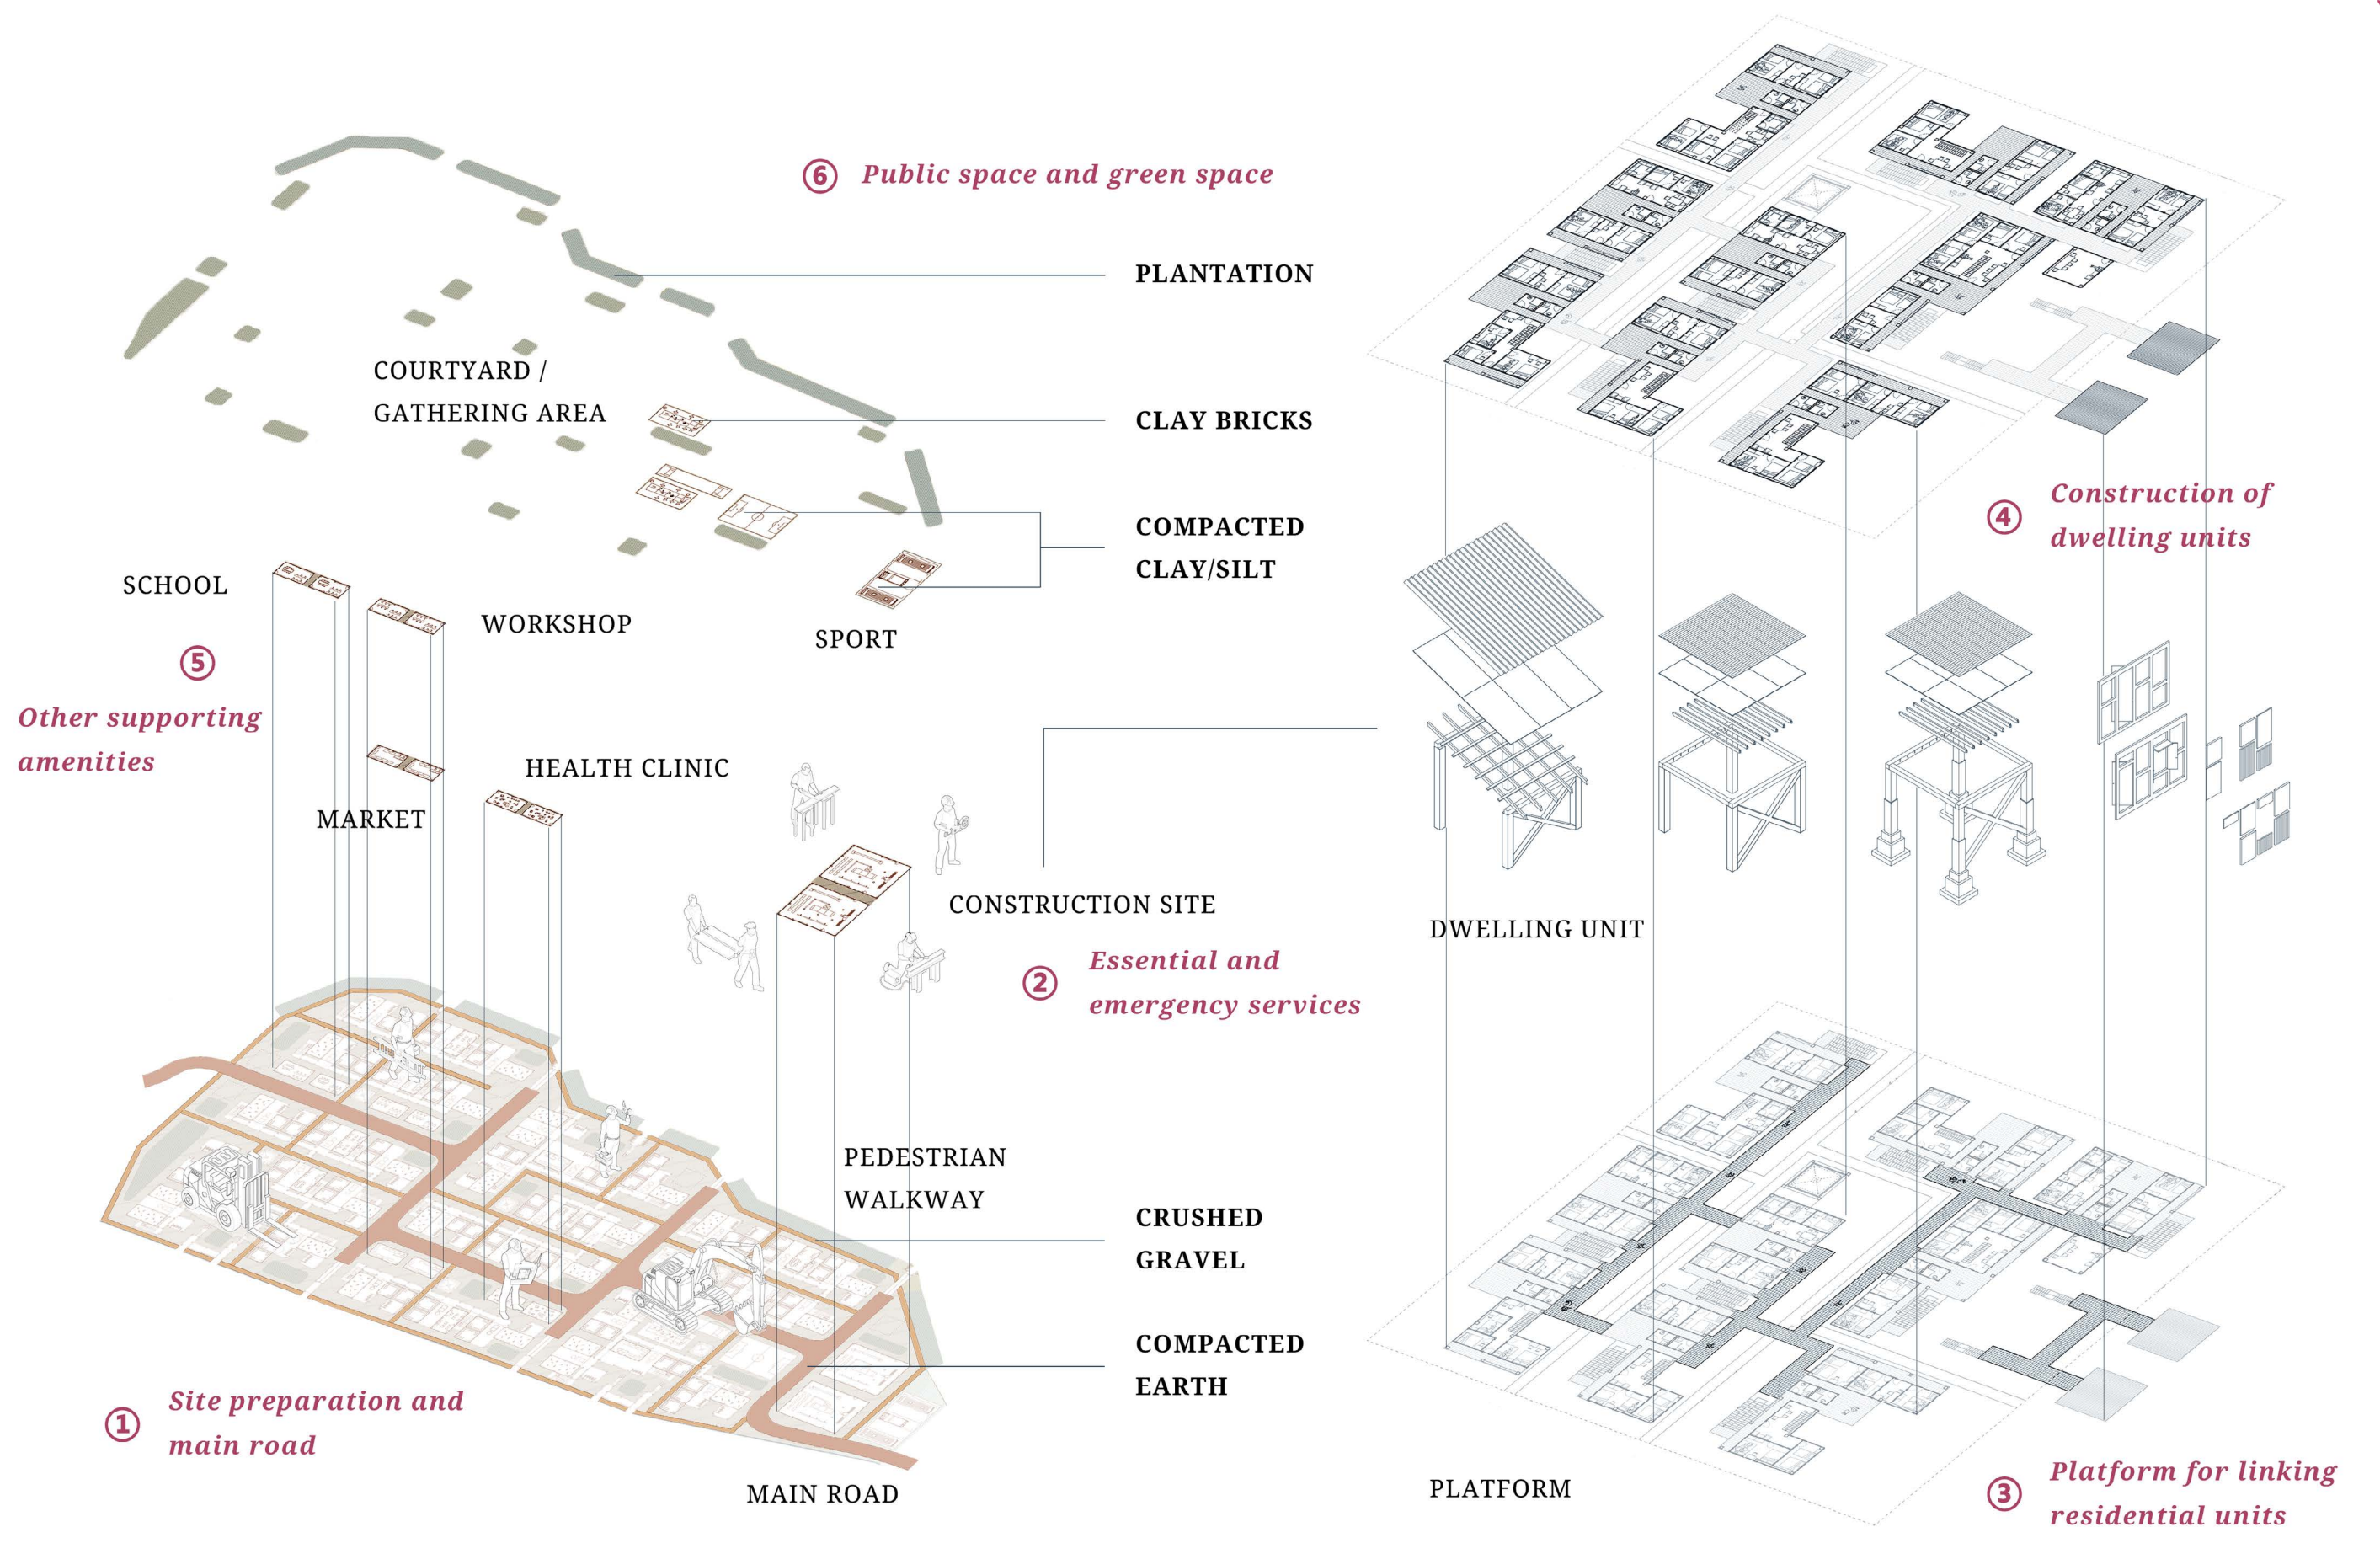 ⑥ Public space and green space
PLANTATION
COURTYARD /
GATHERING AREA
CLAY BRICKS
COMPACTED
CLAY/SILT
SCHOOL
WORKSHOP
SPORT
⑤
Other supporting
amenities
HEALTH CLINIC
MARKET
CONSTRUCTION SITE
② Essential and
emergency services
PEDESTRIAN
WALKWAY
CRUSHED
GRAVEL
COMPACTED
EARTH
① Site preparation and
main road
MAIN ROAD
④ Construction of
dwelling units
DWELLING UNIT
PLATFORM
③ Platform for linking
residential units